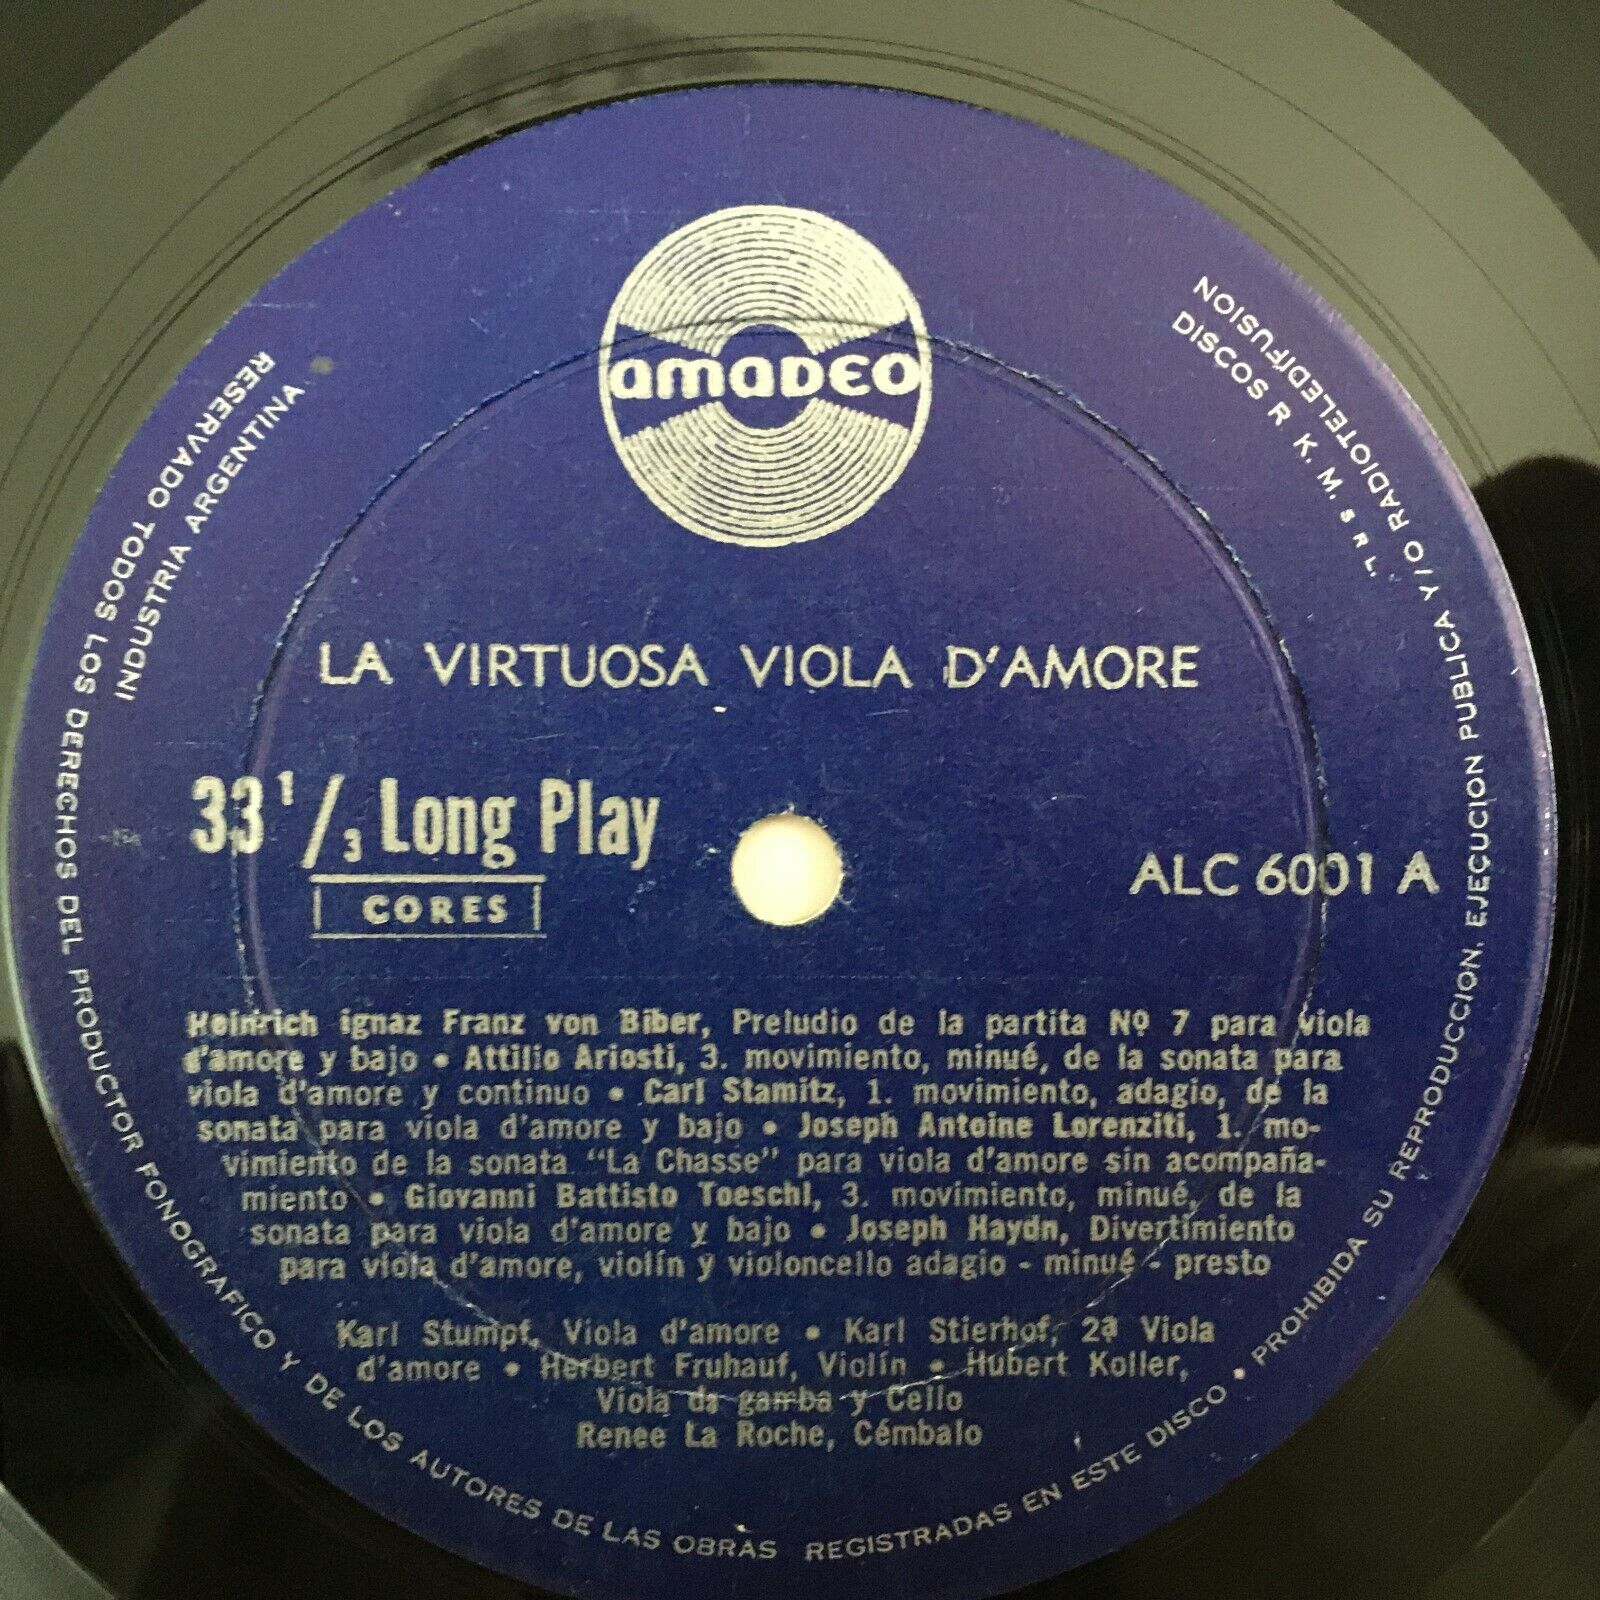 amadeo
LA VIRTUOSA VIOLA D'AMORE
33 1/3 Long Play
CORES
ALC 6001 A
Heinrich ignaz Franz von Biber, Preludio de la partita Nº 7 para viola
d'amore y bajo • Attilio Ariosti, 3. movimiento, minué, de la sonata para
viola d'amore y continuo • Carl Stamitz, 1. movimiento, adagio, de la
sonata para viola d'amore y bajo • Joseph Antoine Lorenziti, 1. mo-
vimiento de la sonata "La Chasse" para viola d'amore sin acompaña-
miento • Giovanni Battisto Toeschi, 3. movimiento, minué, de la
sonata para viola d'amore y bajo • Joseph Haydn, Divertimiento
para viola d'amore, violín y violoncello adagio - minué - presto
Karl Stumpf, Viola d'amore • Karl Stierhof, 2ª Viola
d'amore • Herbert Fruhauf, Violín • Hubert Koller,
Viola da gamba y Cello
Renee La Roche, Cémbalo
INDUSTRIA ARGENTINA
DISCOS R K. M. S R L.
RESERVADO TODOS LOS DERECHOS DEL PRODUCTOR FONOGRAFICO Y DE LOS AUTORES DE LAS OBRAS REGISTRADAS EN ESTE DISCO • PROHIBIDA SU REPRODUCCION. EJECUCION PUBLICA Y/O RADIOTELEDIFUSION